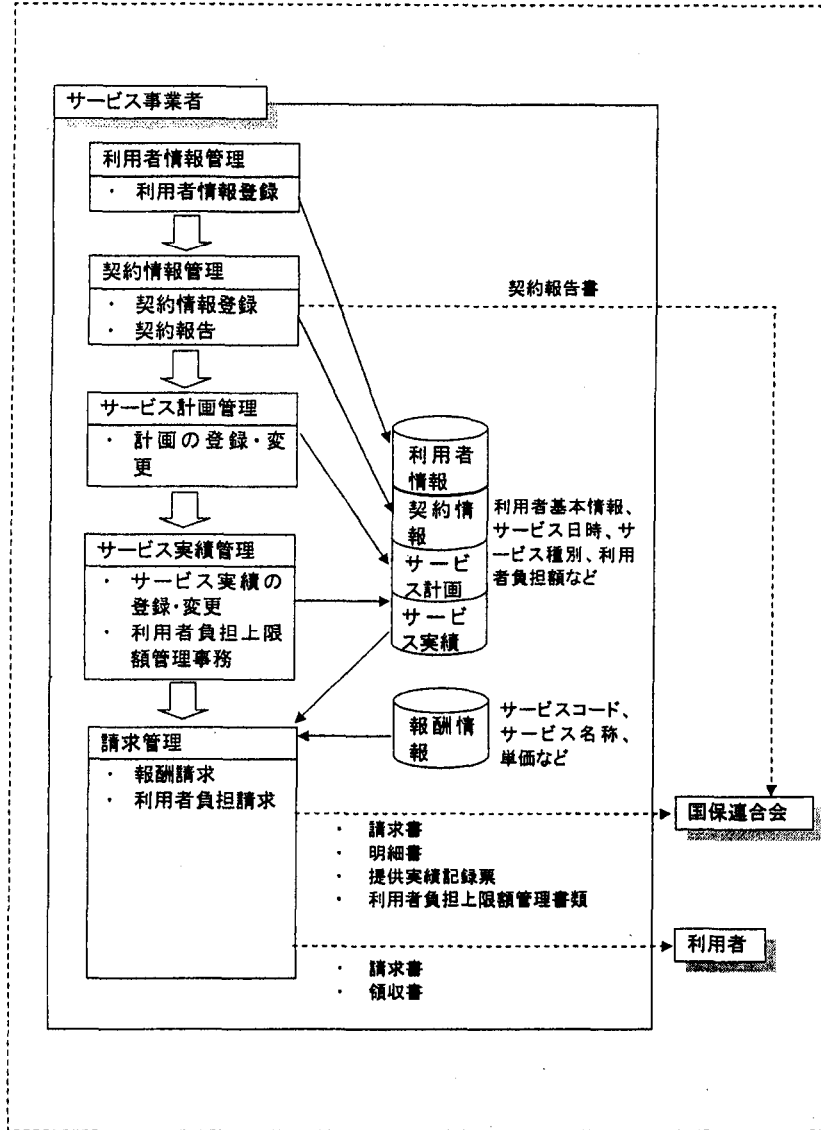 サービス事業者
利用者情報管理
・ 利用者情報登録
契約情報管理
・ 契約情報登録
・ 契約報告
契約報告書
サービス計画管理
・ 計画の登録・変
更
利用者
情報
契約情
報
サービ
ス計画
サービ
ス実績
利用者基本情報、
サービス日時、サ
ービス種別、利用
者負担額など
サービス実績管理
・ サービス実績の
登録・変更
・ 利用者負担上限
額管理事務
報酬情
報
サービスコード、
サービス名称、
単価など
請求管理
・ 報酬請求
・ 利用者負担請求
国保連合会
・ 請求書
・ 明細書
・ 提供実績記録票
・ 利用者負担上限額管理書類
利用者
・ 請求書
・ 領収書